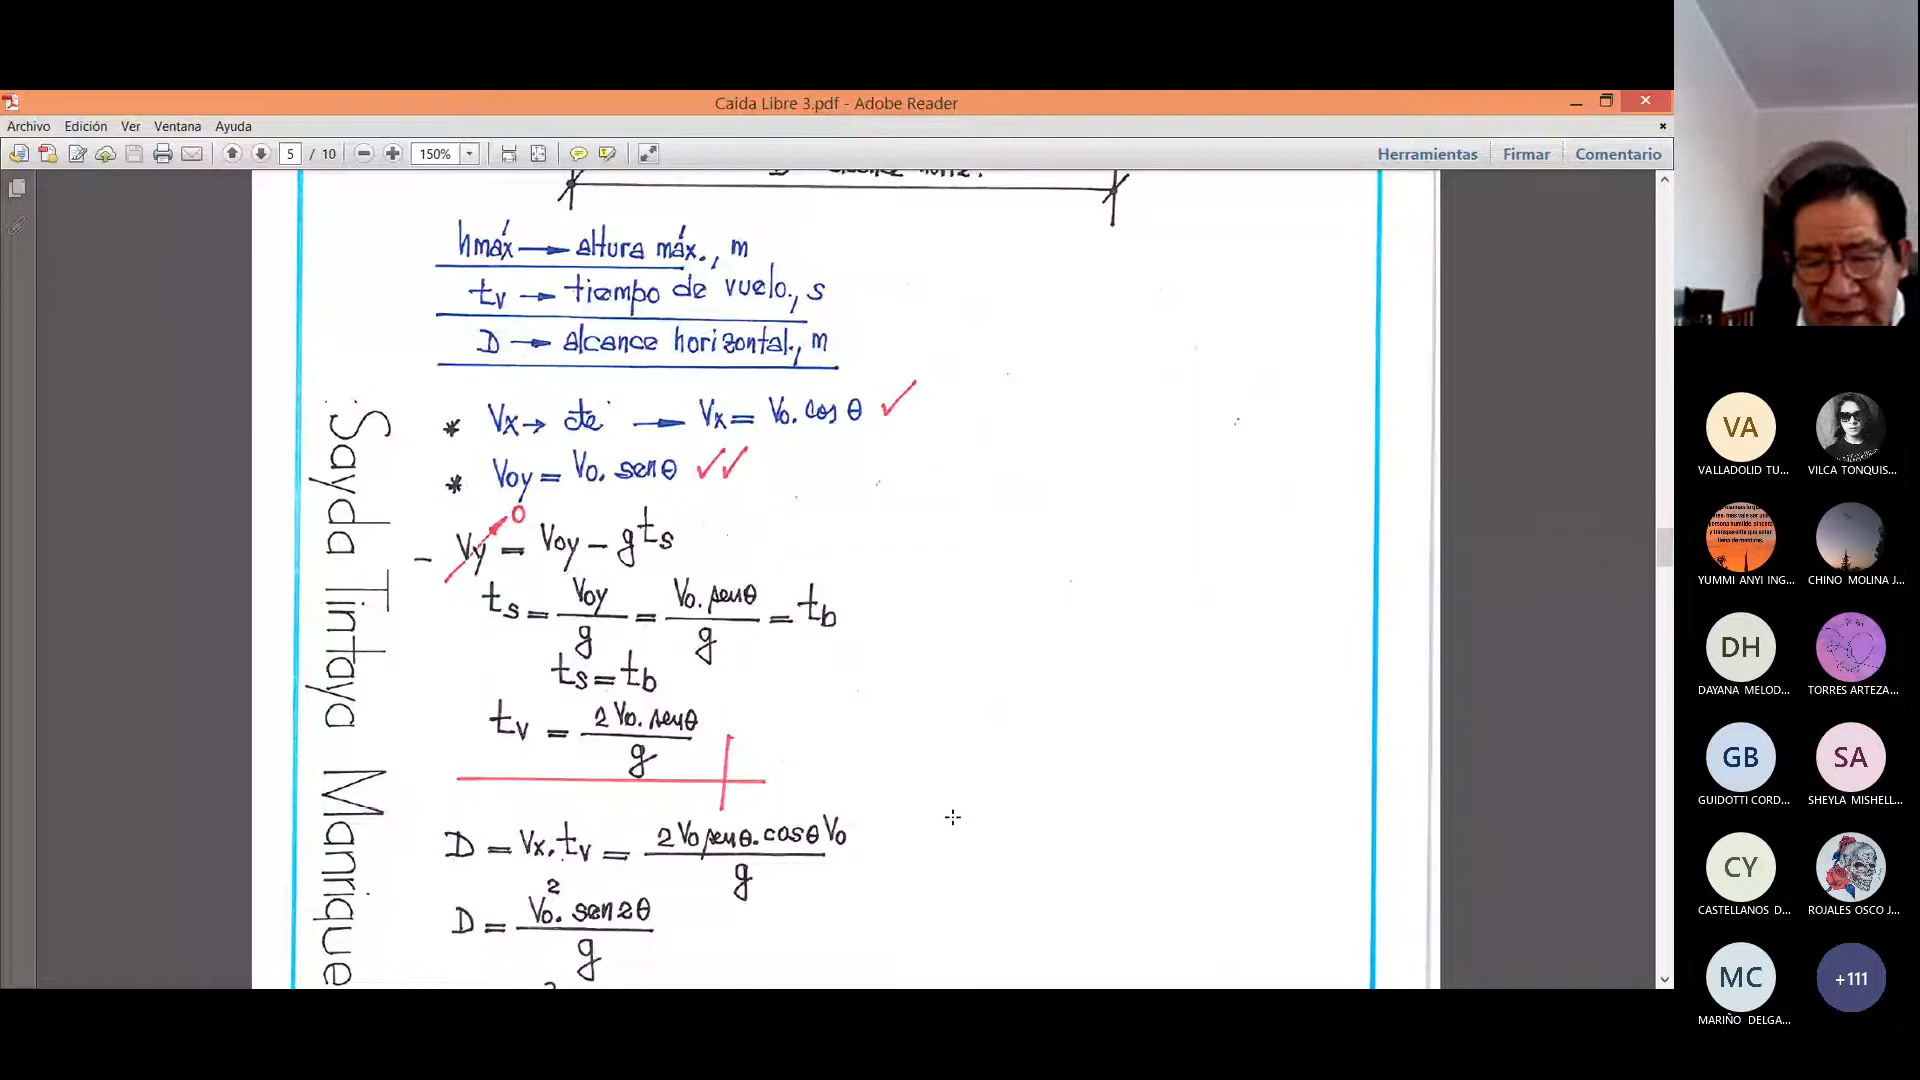 Caida Libre 3.pdf - Adobe Reader
Archivo Edición Ver Ventana Ayuda
5 / 10 150% Herramientas Firmar Comentario
hmáx → altura máx., m
tv → tiempo de vuelo., s
D → alcance horizontal., m
* Vx → cte → Vx = Vo. cos θ ✓
* Voy = Vo. senθ ✓✓
0
- Vy = Voy - gts
ts = Voy/g = Vo. senθ/g = tb
ts = tb
tv = 2 Vo. senθ/g
D = Vx. tv = 2 Vo senθ. cosθ Vo/g
D = Vo². sen2θ/g
2
Sayda Tintaya Manrique
VA
VALLADOLID TU...
VILCA TONQUIS...
YUMMI ANYI ING...
CHINO MOLINA J...
DH
DAYANA MELOD...
TORRES ARTEZA...
GB
GUIDOTTI CORD...
SA
SHEYLA MISHELL...
CY
CASTELLANOS D...
ROJALES OSCO J...
MC
MARIÑO DELGA...
+111